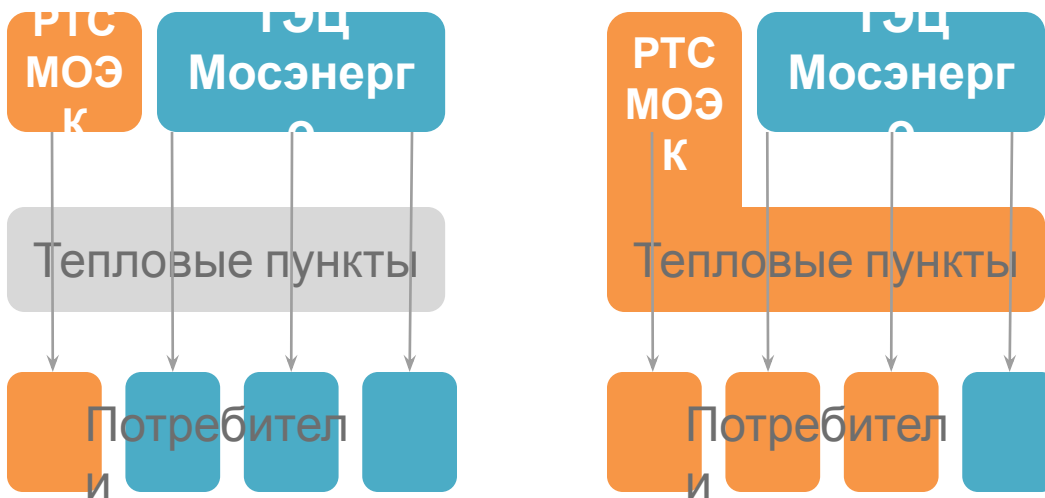 РТС
МОЭ
К
ТЭЦ
Мосэнерг
о
Тепловые пункты
Потребител
и
РТС
МОЭ
К
ТЭЦ
Мосэнерг
о
Тепловые пункты
Потребител
и